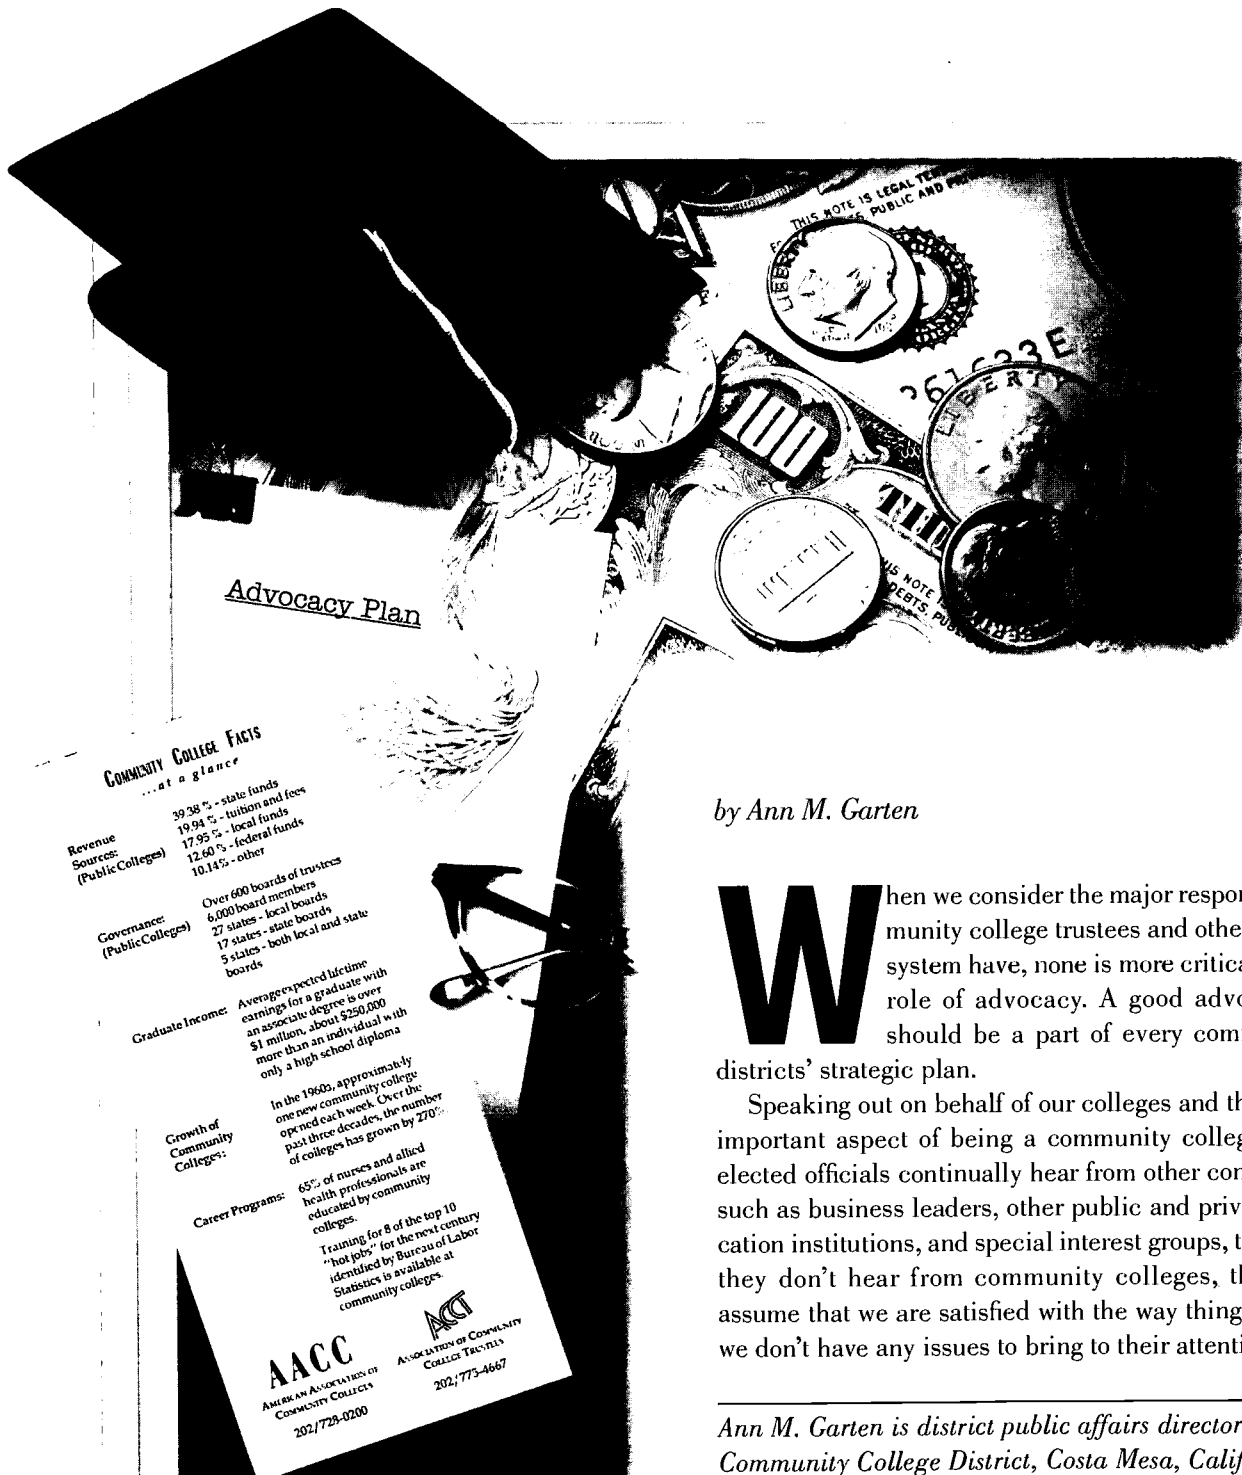 THIS NOTE IS LEGAL TEN
PUBLIC AND PRI
LIBERTY
LIBERTY
100
THIS NOTE
DEBTS, PUB
Advocacy Plan
COMMUNITY COLLEGE FACTS
...at a glance
Revenue
Sources:
(Public Colleges)
39.38 % - state funds
19.94 % - tuition and fees
17.95 % - local funds
12.60 % - federal funds
10.14% - other
Governance:
(Public Colleges)
Over 600 boards of trustees
6,000 board members
27 states - local boards
17 states - state boards
5 states - both local and state
boards
Graduate Income:
Average expected lifetime
earnings for a graduate with
an associate degree is over
$1 million, about $250,000
more than an individual with
only a high school diploma
Growth of
Community
Colleges:
In the 1960s, approximately
one new community college
opened each week. Over the
past three decades, the number
of colleges has grown by 270%.
Career Programs:
65% of nurses and allied
health professionals are
educated by community
colleges.
Training for 8 of the top 10
"hot jobs" for the next century
identified by Bureau of Labor
Statistics is available at
community colleges.
AACC
AMERICAN ASSOCIATION OF
COMMUNITY COLLEGES
202/728-0200
ACCT
ASSOCIATION OF COMMUNITY
COLLEGE TRUSTEES
202/775-4667
by Ann M. Garten
When we consider the major respon
munity college trustees and othe
system have, none is more critica
role of advocacy. A good advo
should be a part of every com
districts' strategic plan.
Speaking out on behalf of our colleges and th
important aspect of being a community colleg
elected officials continually hear from other con
such as business leaders, other public and priv
cation institutions, and special interest groups, t
they don't hear from community colleges, th
assume that we are satisfied with the way thing
we don't have any issues to bring to their attenti
Ann M. Garten is district public affairs director
Community College District, Costa Mesa, Calif